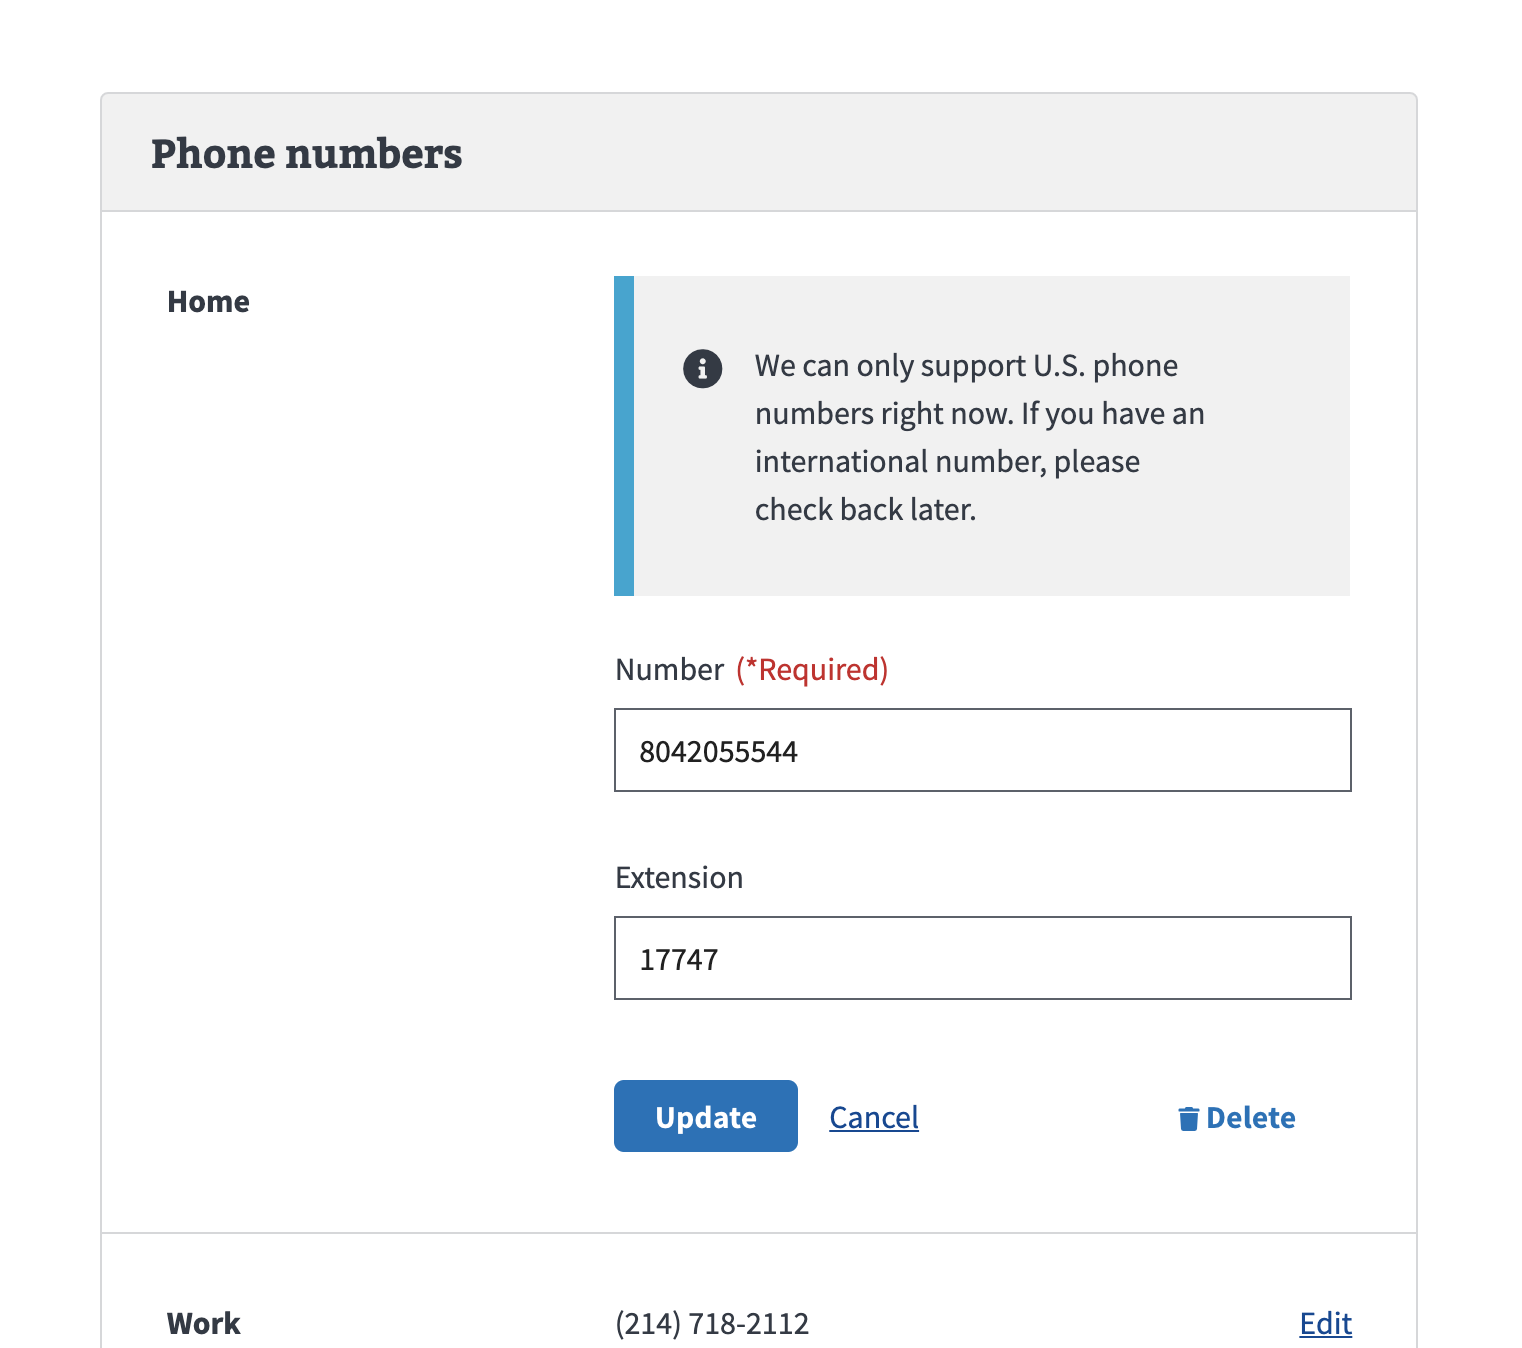 Phone numbers
Home
We can only support U.S. phone
numbers right now. If you have an
international number, please
check back later.
Number (*Required)
8042055544
Extension
17747
Update Cancel Delete
Work (214) 718-2112 Edit